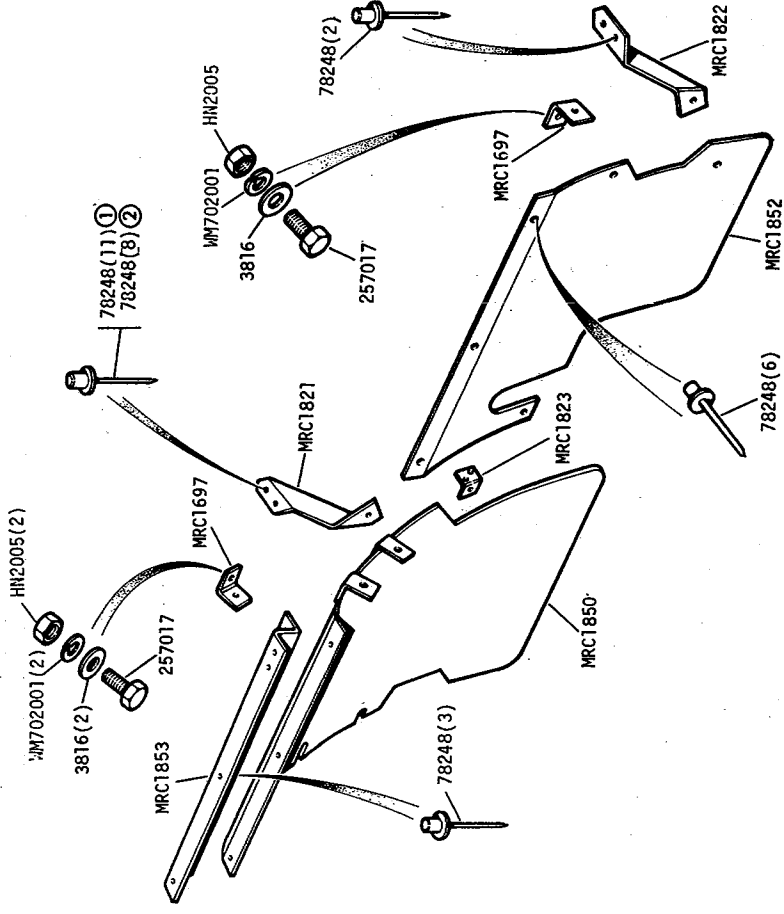 78248(2)
MRC1822
HN2005
WM702001
3816
257017
MRC1697
78248(11) ①
78248(8) ②
MRC1852
MRC1821
78248(6)
MRC1823
HN2005(2)
WM702001(2)
3816(2)
257017
MRC1697
MRC1850
MRC1853
78248(3)